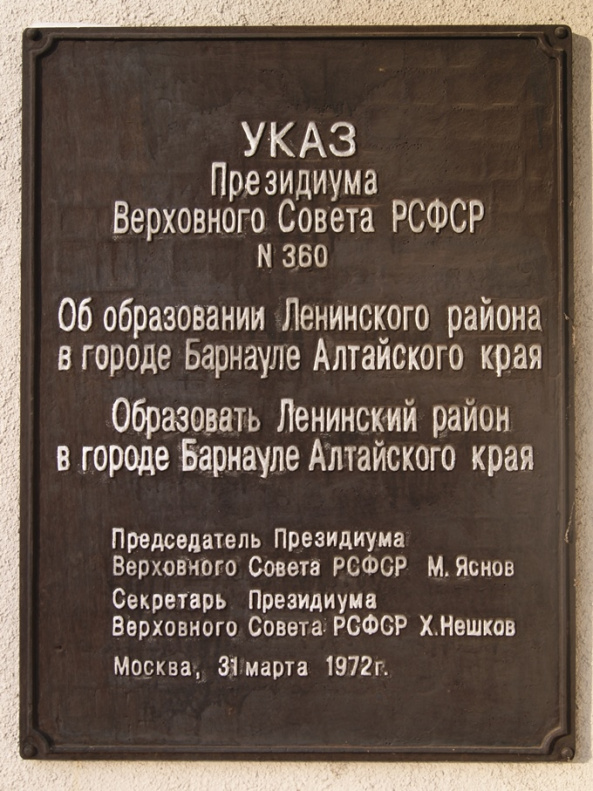 УКАЗ
Президиума
Верховного Совета РСФСР
N 360
Об образовании Ленинского района
в городе Барнауле Алтайского края
Образовать Ленинский район
в городе Барнауле Алтайского края
Председатель Президиума
Верховного Совета РСФСР М. Яснов
Секретарь Президиума
Верховного Совета РСФСР Х.Нешков
Москва, 31 марта 1972г.